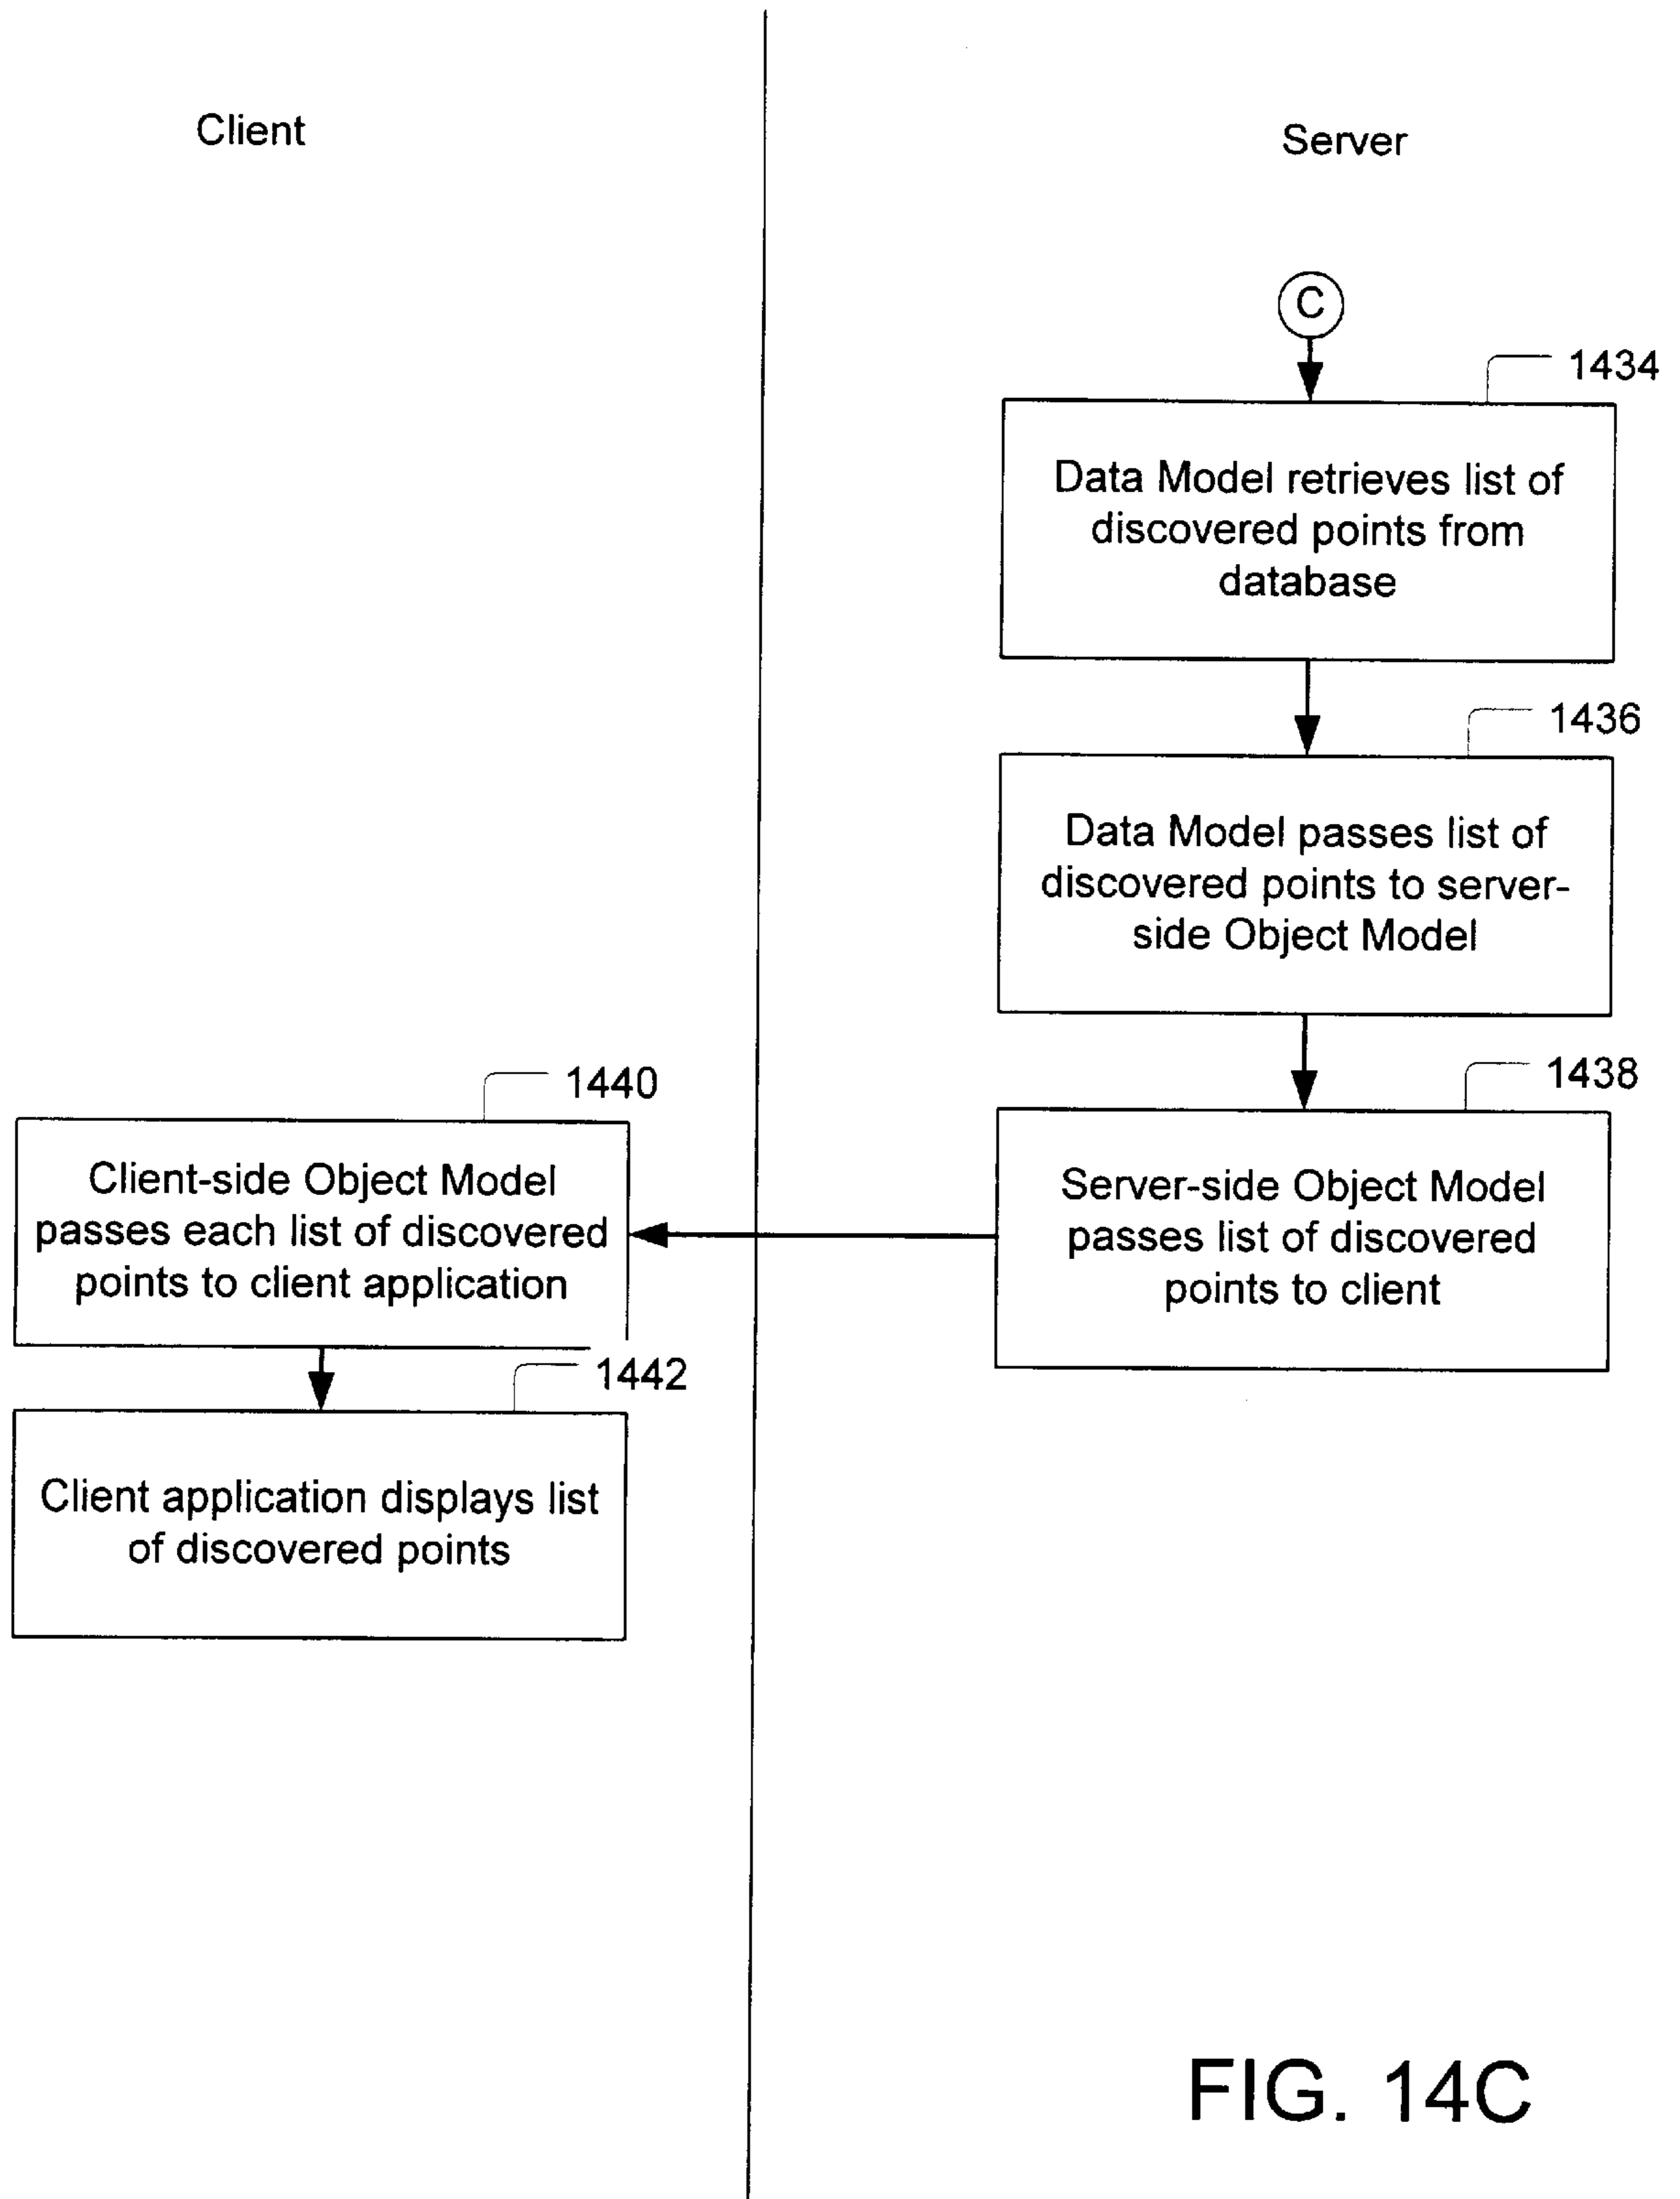 Client
Server
C
1434
Data Model retrieves list of
discovered points from
database
1436
Data Model passes list of
discovered points to server-
side Object Model
1438
Server-side Object Model
passes list of discovered
points to client
1440
Client-side Object Model
passes each list of discovered
points to client application
1442
Client application displays list
of discovered points
FIG. 14C